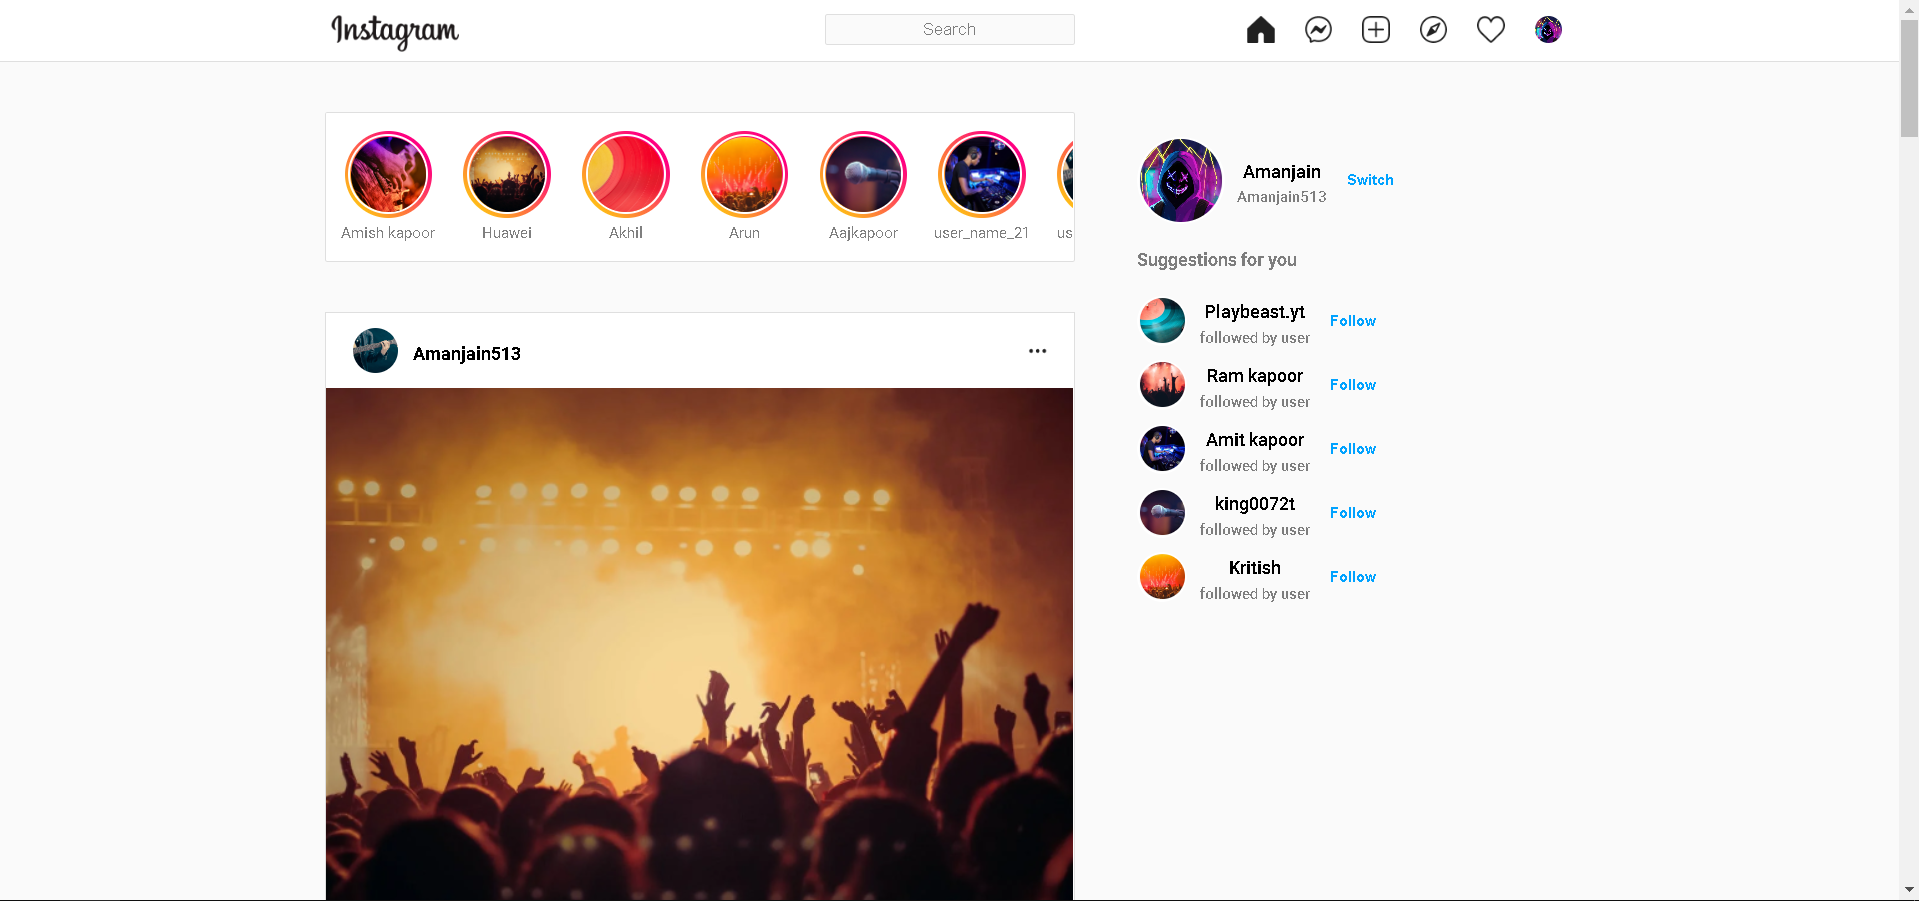 Instagram
Search
Amish kapoor
Huawei
Akhil
Arun
Aajkapoor
user_name_21
us
Amanjain
Amanjain513
Switch
Suggestions for you
Playbeast.yt
followed by user
Follow
Ram kapoor
followed by user
Follow
Amit kapoor
followed by user
Follow
king0072t
followed by user
Follow
Kritish
followed by user
Follow
Amanjain513